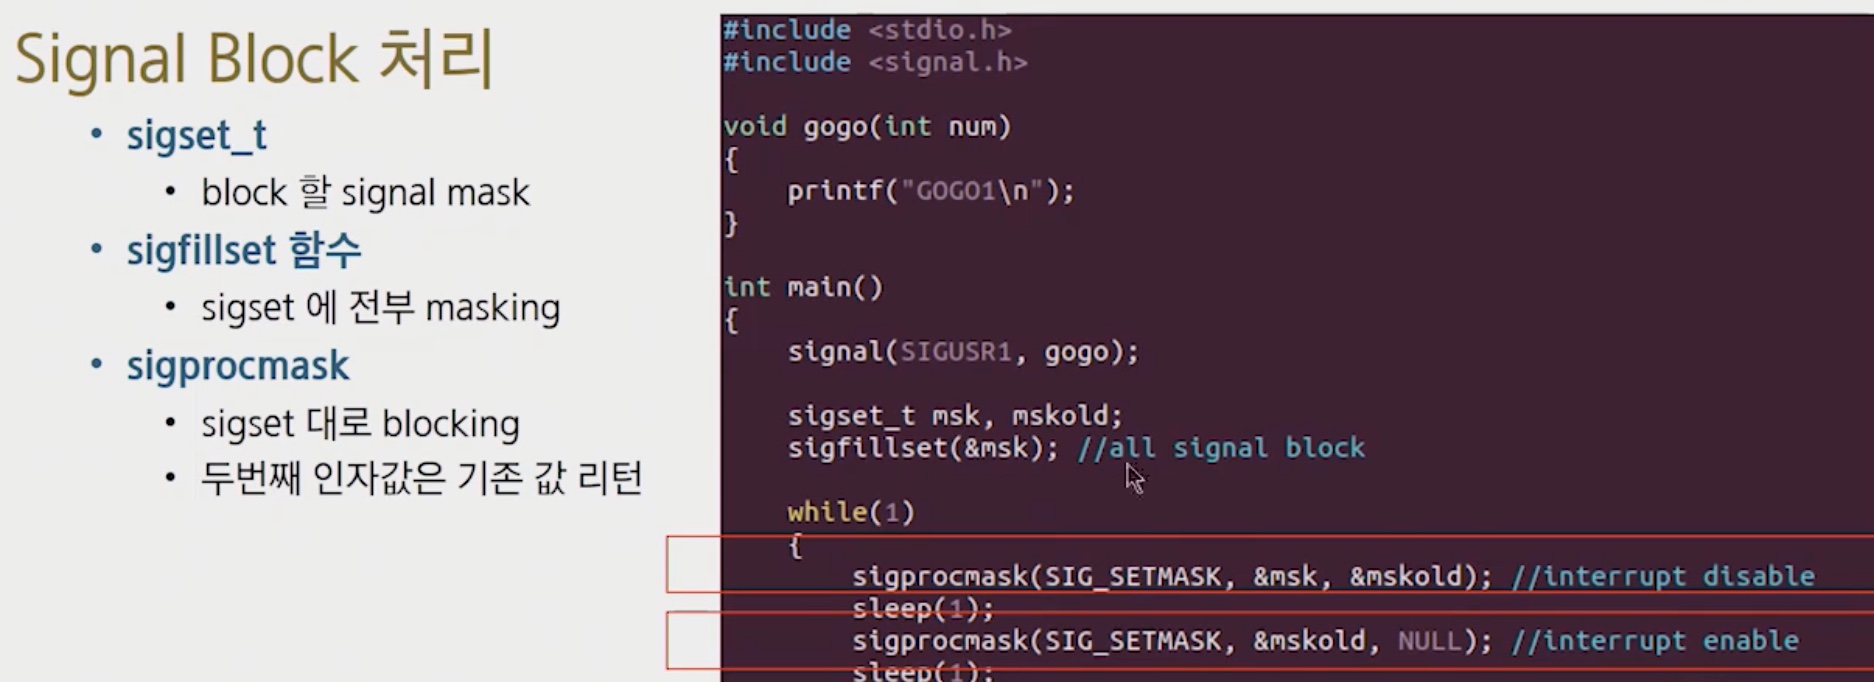 Signal Block 처리
• sigset_t
• block 할 signal mask
• sigfillset 함수
• sigset 에 전부 masking
• sigprocmask
• sigset 대로 blocking
• 두번째 인자값은 기존 값 리턴
#include <stdio.h>
#include <signal.h>
void gogo(int num)
{
printf("GOGO1\n");
}
int main()
{
signal(SIGUSR1, gogo);
sigset_t msk, mskold;
sigfillset(&msk); //all signal block
while(1)
{
sigprocmask(SIG_SETMASK, &msk, &mskold); //interrupt disable
sleep(1);
sigprocmask(SIG_SETMASK, &mskold, NULL); //interrupt enable
sleep(1);